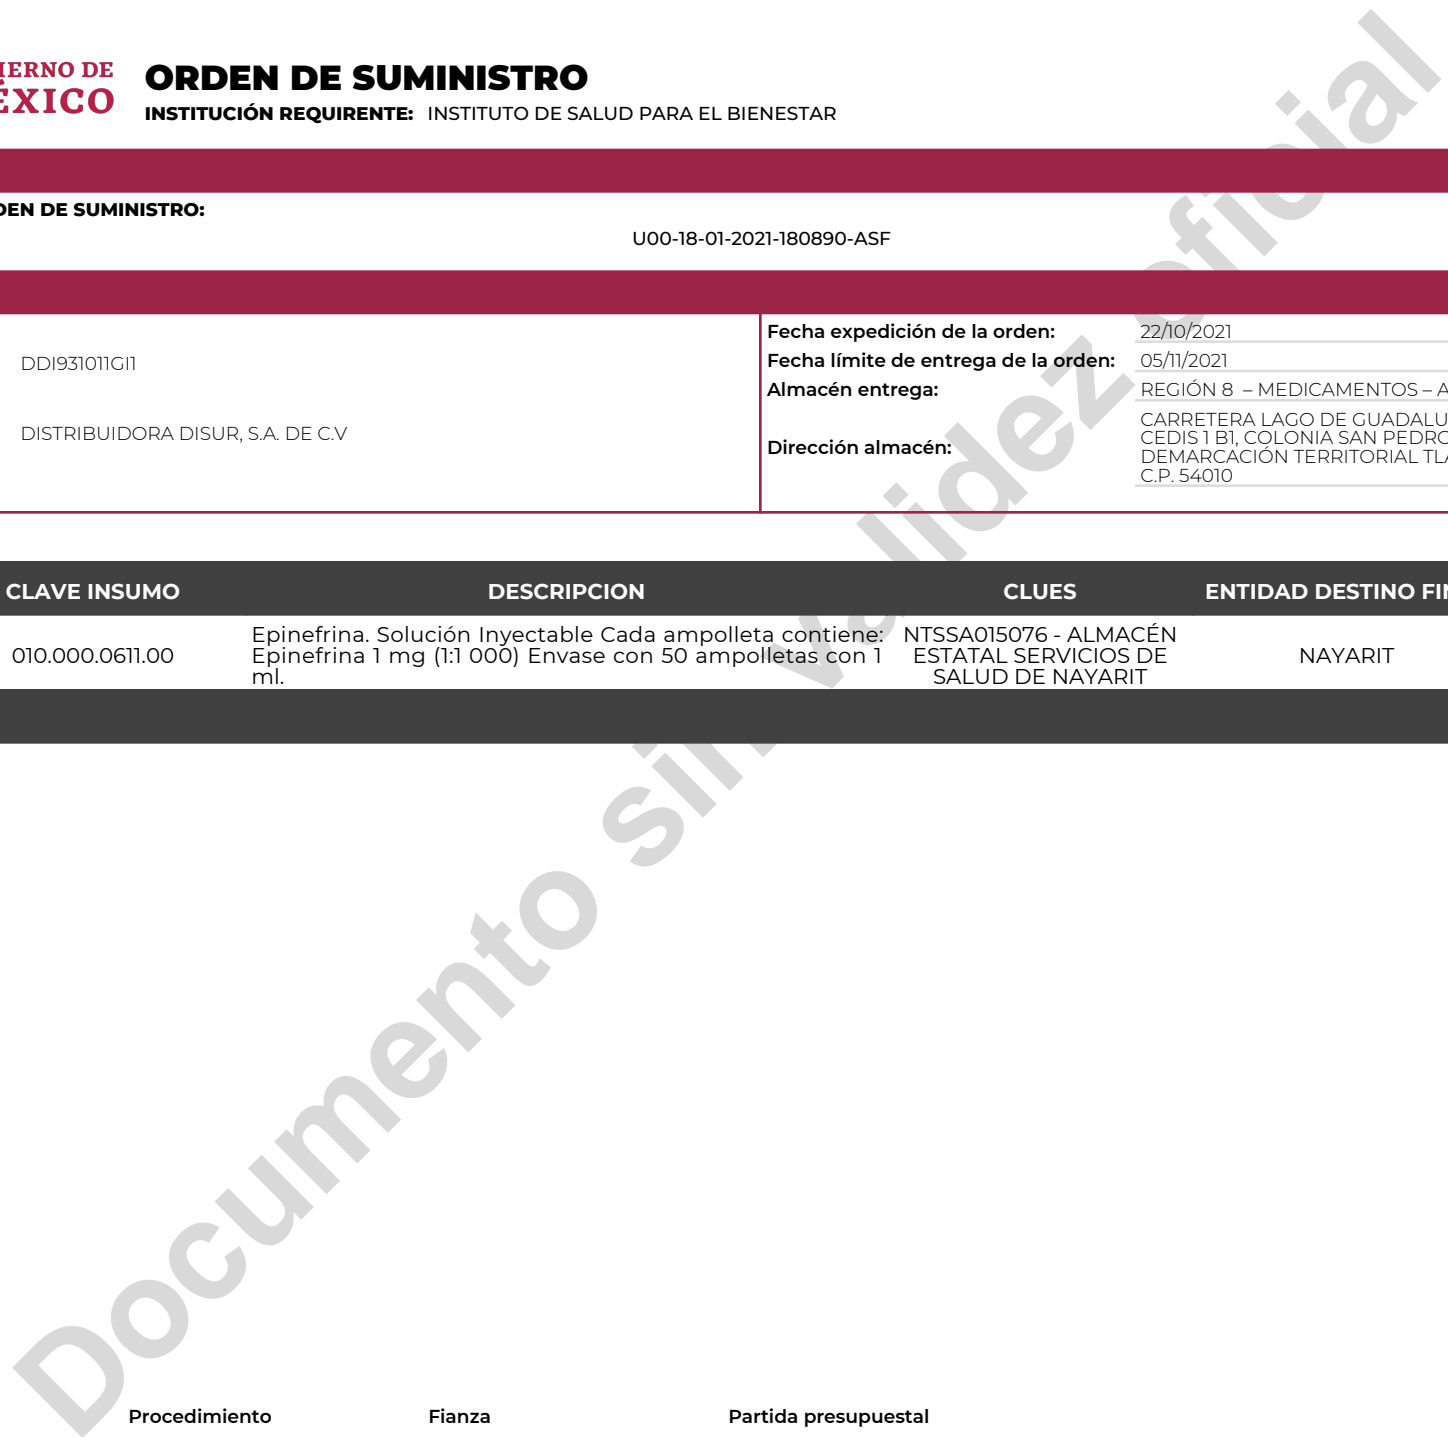 IERNO DE
ÉXICO
ORDEN DE SUMINISTRO
INSTITUCIÓN REQUIRENTE: INSTITUTO DE SALUD PARA EL BIENESTAR
DEN DE SUMINISTRO:
U00-18-01-2021-180890-ASF
DDI931011GI1
DISTRIBUIDORA DISUR, S.A. DE C.V
Fecha expedición de la orden: 22/10/2021
Fecha límite de entrega de la orden: 05/11/2021
Almacén entrega: REGIÓN 8 – MEDICAMENTOS – A
Dirección almacén:
CARRETERA LAGO DE GUADALU
CEDIS 1 B1, COLONIA SAN PEDRO
DEMARCACIÓN TERRITORIAL TLA
C.P. 54010
CLAVE INSUMO DESCRIPCION CLUES ENTIDAD DESTINO FIN
010.000.0611.00
Epinefrina. Solución Inyectable Cada ampolleta contiene:
Epinefrina 1 mg (1:1 000) Envase con 50 ampolletas con 1
ml.
NTSSA015076 - ALMACÉN
ESTATAL SERVICIOS DE
SALUD DE NAYARIT
NAYARIT
Documento sin validez oficial
Procedimiento Fianza Partida presupuestal